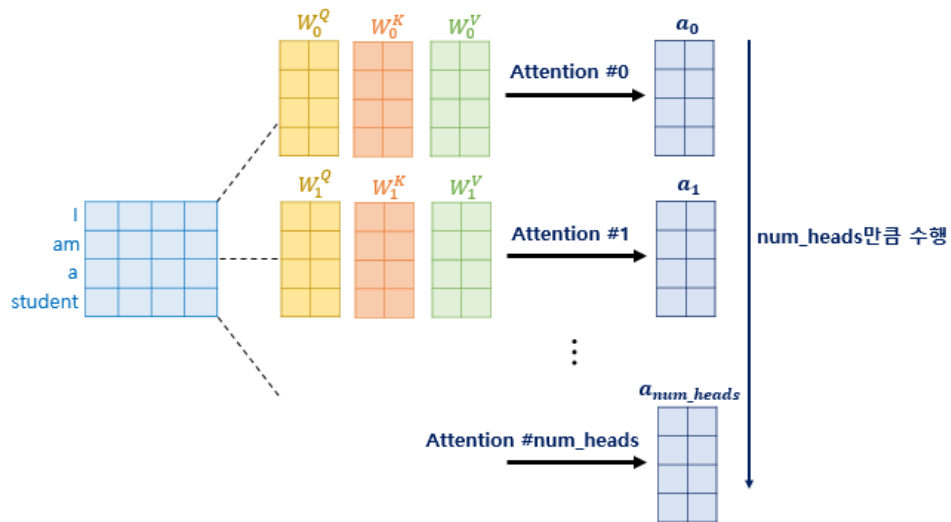 W_0^Q W_0^K W_0^V a_0
Attention #0
W_1^Q W_1^K W_1^V a_1
I
am
a
student
Attention #1
num_heads만큼 수행
⋮
a_num_heads
Attention #num_heads